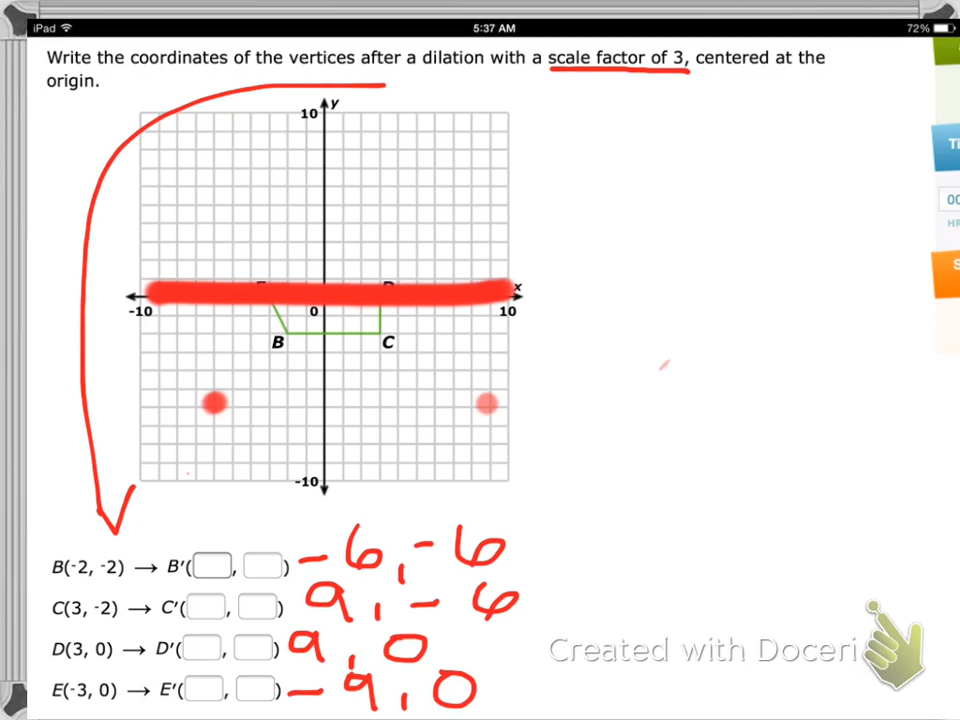 iPad 5:37 AM 72%
Write the coordinates of the vertices after a dilation with a scale factor of 3, centered at the
origin.
y
10
x
-10 0 10
B C
-10
B(-2, -2) → B'( , ) -6, -6
C(3, -2) → C'( , ) 9, -6
D(3, 0) → D'( , ) 9, 0
E(-3, 0) → E'( , ) -9, 0
Created with Doceri